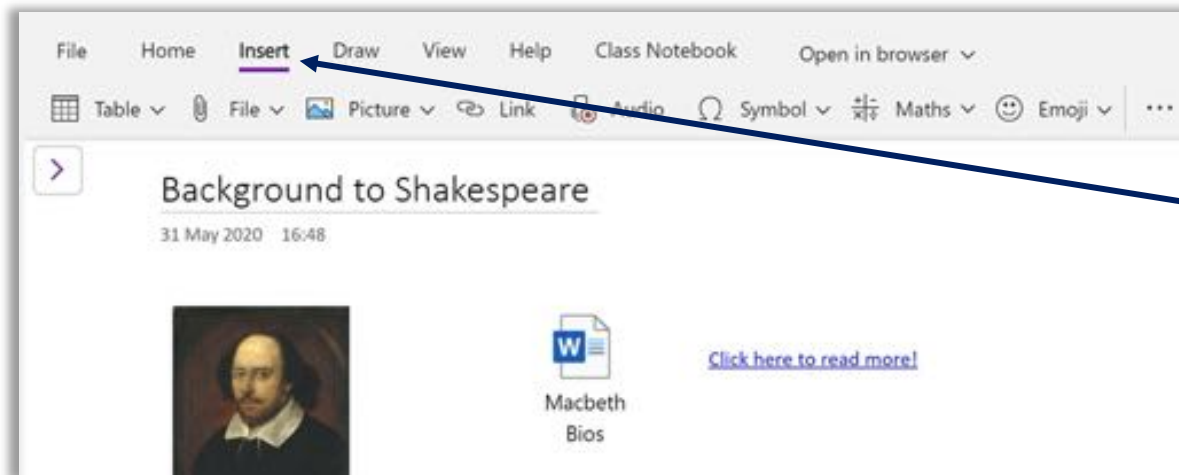 File Home Insert Draw View Help Class Notebook Open in browser
Table File Picture Link Audio Symbol Maths Emoji ...
Background to Shakespeare
31 May 2020 16:48
W
Click here to read more!
Macbeth
Bios